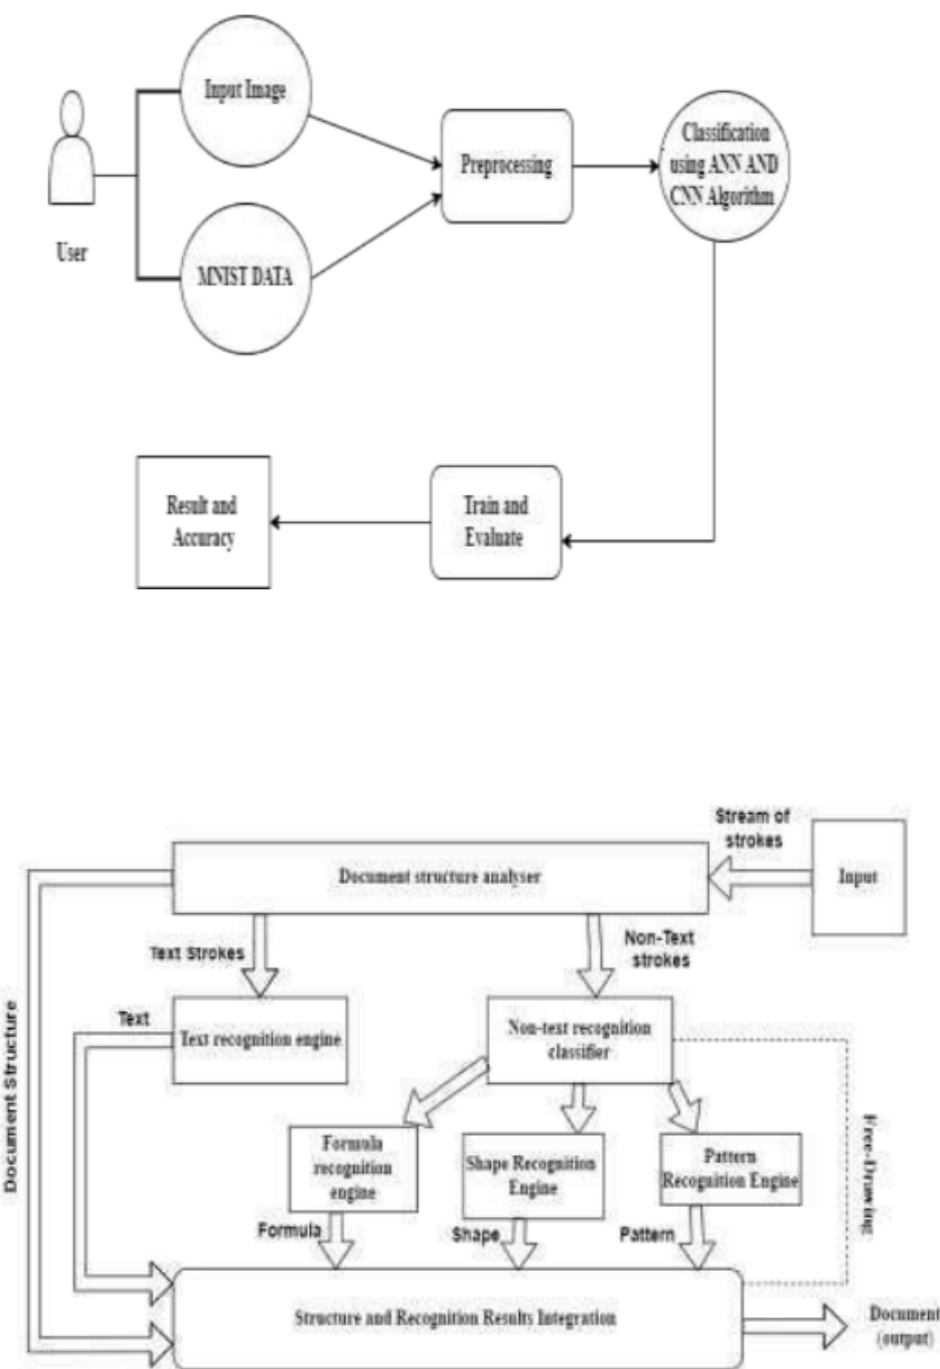 Input Image
User
MNIST DATA
Preprocessing
Classification
using ANN AND
CNN Algorithm
Result and
Accuracy
Train and
Evaluate
Stream of
strokes
Input
Document structure analyser
Text Strokes
Non-Text
strokes
Document Structure
Text
Text recognition engine
Non-text recognition
classifier
Formula
recognition
engine
Shape Recognition
Engine
Pattern
Recognition Engine
Free-Drawing
Formula
Shape
Pattern
Structure and Recognition Results Integration
Document
(output)